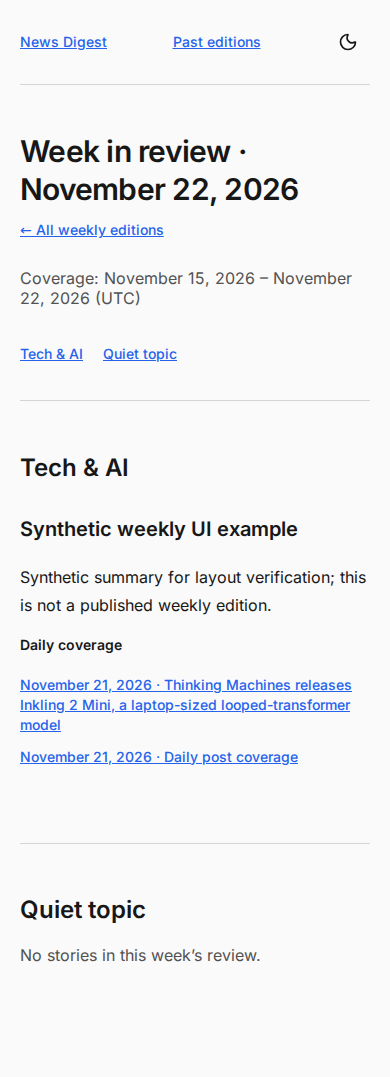 News Digest
Past editions
Week in review ·
November 22, 2026
← All weekly editions
Coverage: November 15, 2026 – November
22, 2026 (UTC)
Tech & AI
Quiet topic
Tech & AI
Synthetic weekly UI example
Synthetic summary for layout verification; this
is not a published weekly edition.
Daily coverage
November 21, 2026 · Thinking Machines releases
Inkling 2 Mini, a laptop-sized looped-transformer
model
November 21, 2026 · Daily post coverage
Quiet topic
No stories in this week’s review.